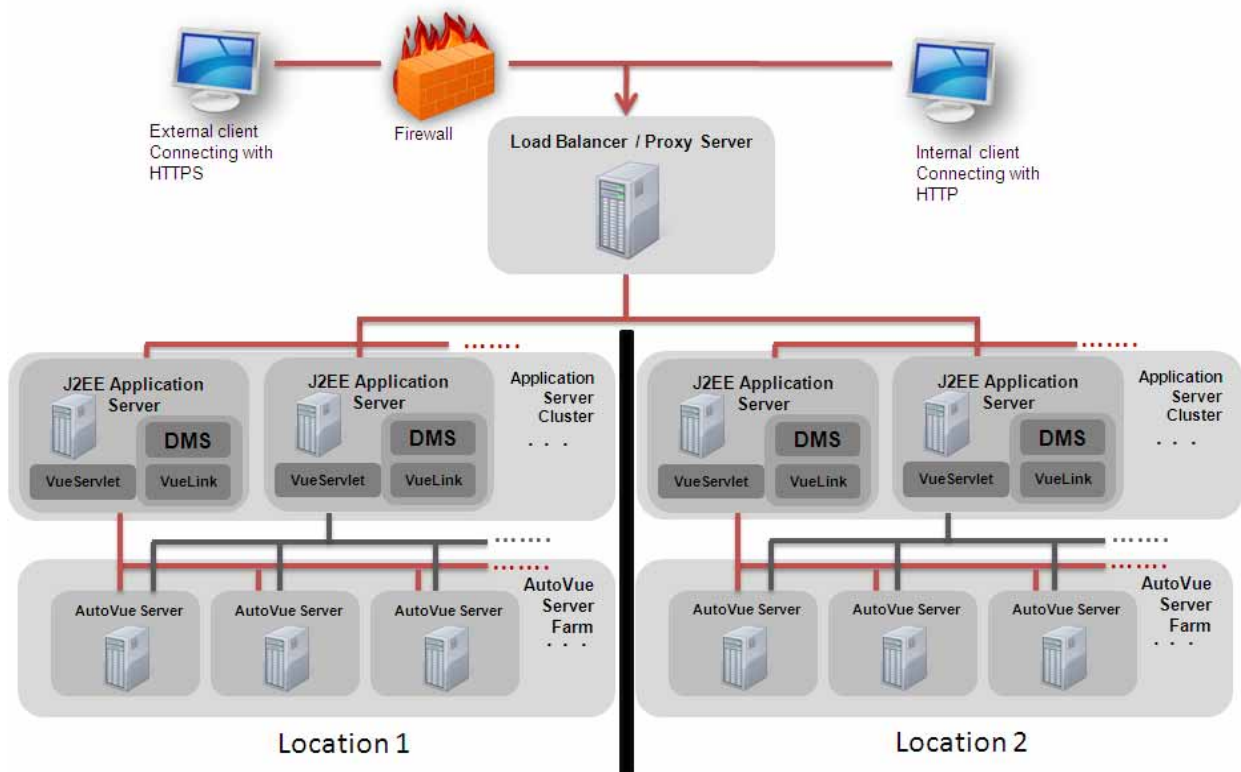 External client
Connecting with
HTTPS
Firewall
Load Balancer / Proxy Server
Internal client
Connecting with
HTTP
J2EE Application
Server
DMS
VueServlet
VueLink
J2EE Application
Server
DMS
VueServlet
VueLink
Application
Server
Cluster
. . .
J2EE Application
Server
DMS
VueServlet
VueLink
J2EE Application
Server
DMS
VueServlet
VueLink
Application
Server
Cluster
. . .
AutoVue Server
AutoVue Server
AutoVue Server
AutoVue
Server
Farm
. . .
AutoVue Server
AutoVue Server
AutoVue Server
AutoVue
Server
Farm
. . .
Location 1
Location 2